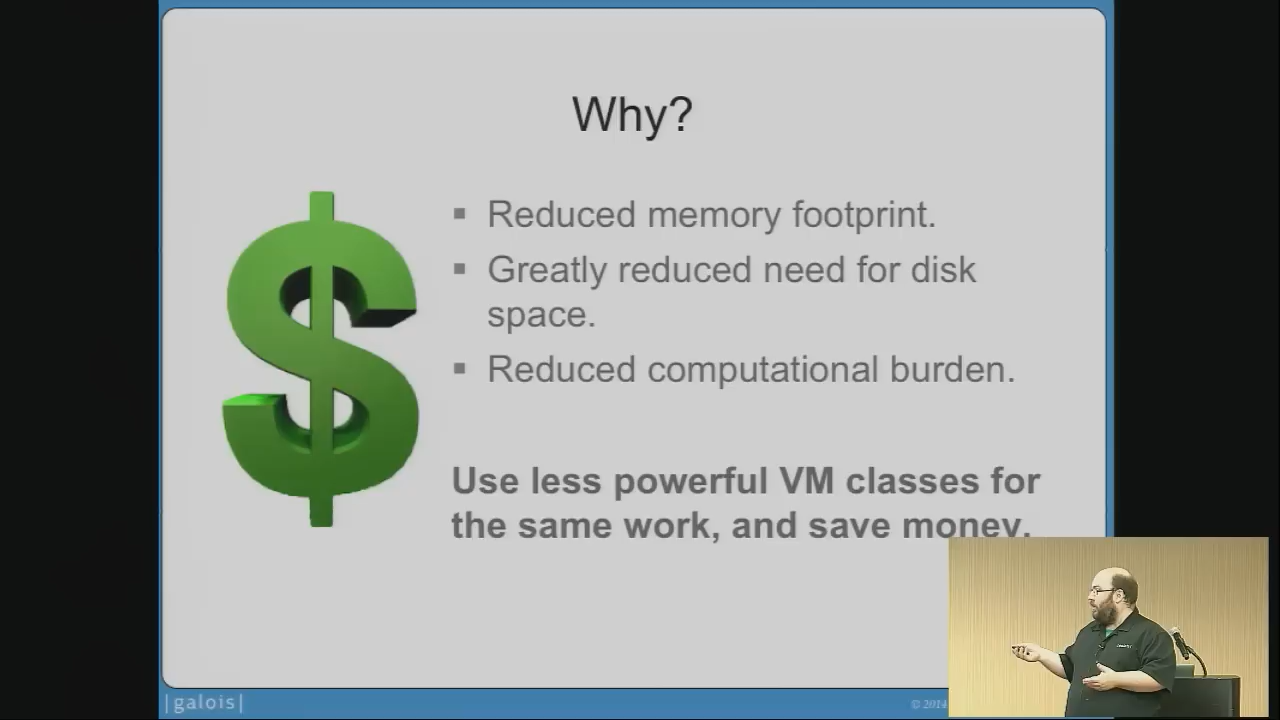 Why?
▪ Reduced memory footprint.
▪ Greatly reduced need for disk
space.
▪ Reduced computational burden.
Use less powerful VM classes for
the same work, and save money.
|galois|
© 2014